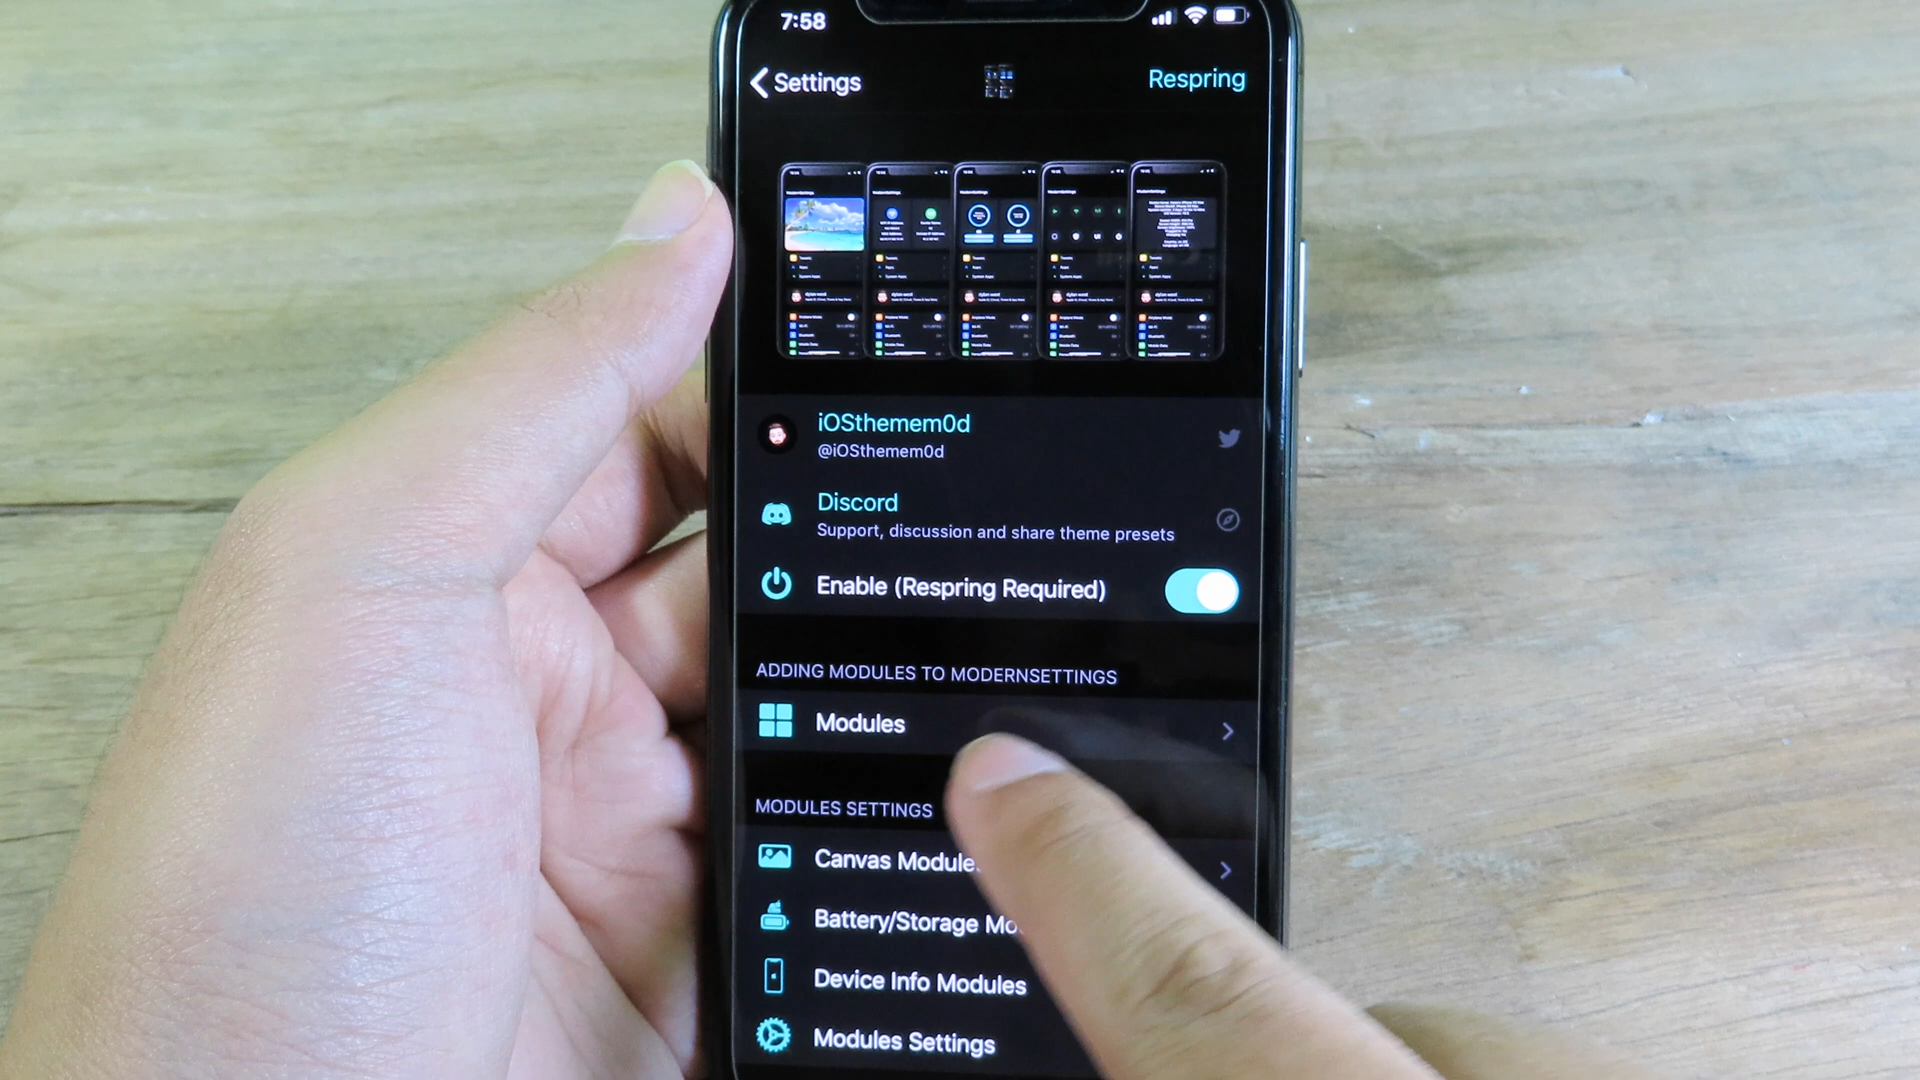 7:58
Settings
Respring
iOSthemem0d
@iOSthemem0d
Discord
Support, discussion and share theme presets
Enable (Respring Required)
ADDING MODULES TO MODERNSETTINGS
Modules
MODULES SETTINGS
Canvas Module
Battery/Storage
Device Info Modules
Modules Settings